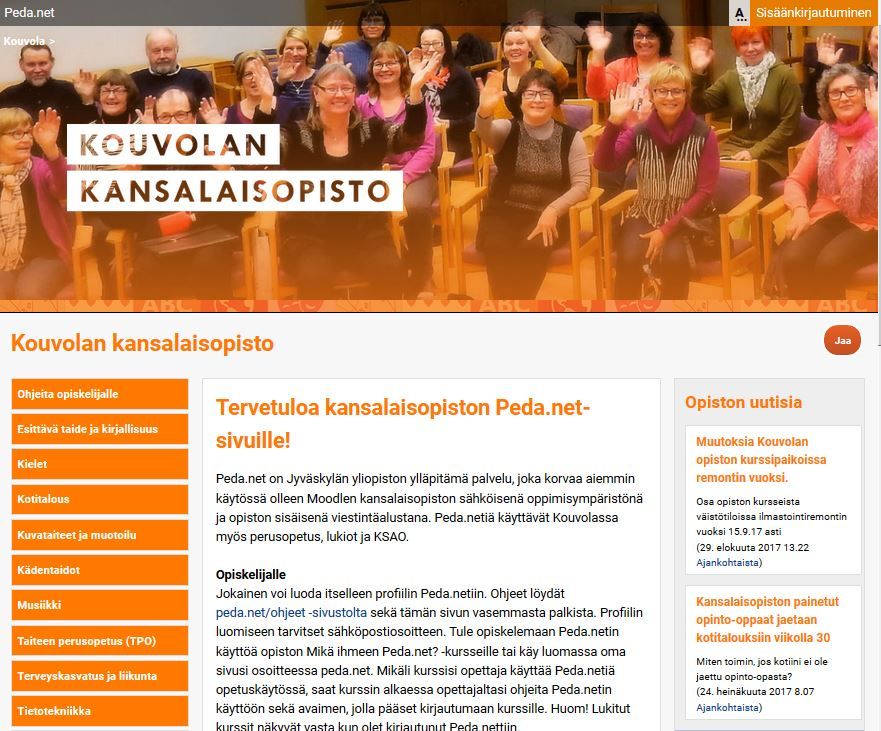 Peda.net
A
Sisäänkirjautuminen
Kouvola >
KOUVOLAN
KANSALAISOPISTO
ABC
ABC
ABC
Kouvolan kansalaisopisto
Jaa
Ohjeita opiskelijalle
Esittävä taide ja kirjallisuus
Kielet
Kotitalous
Kuvataiteet ja muotoilu
Kädentaidot
Musiikki
Taiteen perusopetus (TPO)
Terveyskasvatus ja liikunta
Tietotekniikka
Tervetuloa kansalaisopiston Peda.net-
sivuille!
Peda.net on Jyväskylän yliopiston ylläpitämä palvelu, joka korvaa aiemmin
käytössä olleen Moodlen kansalaisopiston sähköisenä oppimisympäristönä
ja opiston sisäisenä viestintäalustana. Peda.netiä käyttävät Kouvolassa
myös perusopetus, lukiot ja KSAO.
Opiskelijalle
Jokainen voi luoda itselleen profiilin Peda.netiin. Ohjeet löydät
peda.net/ohjeet -sivustolta sekä tämän sivun vasemmasta palkista. Profiilin
luomiseen tarvitset sähköpostiosoitteen. Tule opiskelemaan Peda.netin
käyttöä opiston Mikä ihmeen Peda.net? -kursseille tai käy luomassa oma
sivusi osoitteessa peda.net. Mikäli kurssisi opettaja käyttää Peda.netiä
opetuskäytössä, saat kurssin alkaessa opettajaltasi ohjeita Peda.netin
käyttöön sekä avaimen, jolla pääset kirjautumaan kurssille. Huom! Lukitut
kurssit näkyvät vasta kun olet kirjautunut Peda.nettiin.
Opiston uutisia
Muutoksia Kouvolan
opiston kurssipaikoissa
remontin vuoksi.
Osa opiston kursseista
väistötiloissa ilmastointiremontin
vuoksi 15.9.17 asti
(29. elokuuta 2017 13.22
Ajankohtaista)
Kansalaisopiston painetut
opinto-oppaat jaetaan
kotitalouksiin viikolla 30
Miten toimin, jos kotiini ei ole
jaettu opinto-opasta?
(24. heinäkuuta 2017 8.07
Ajankohtaista)